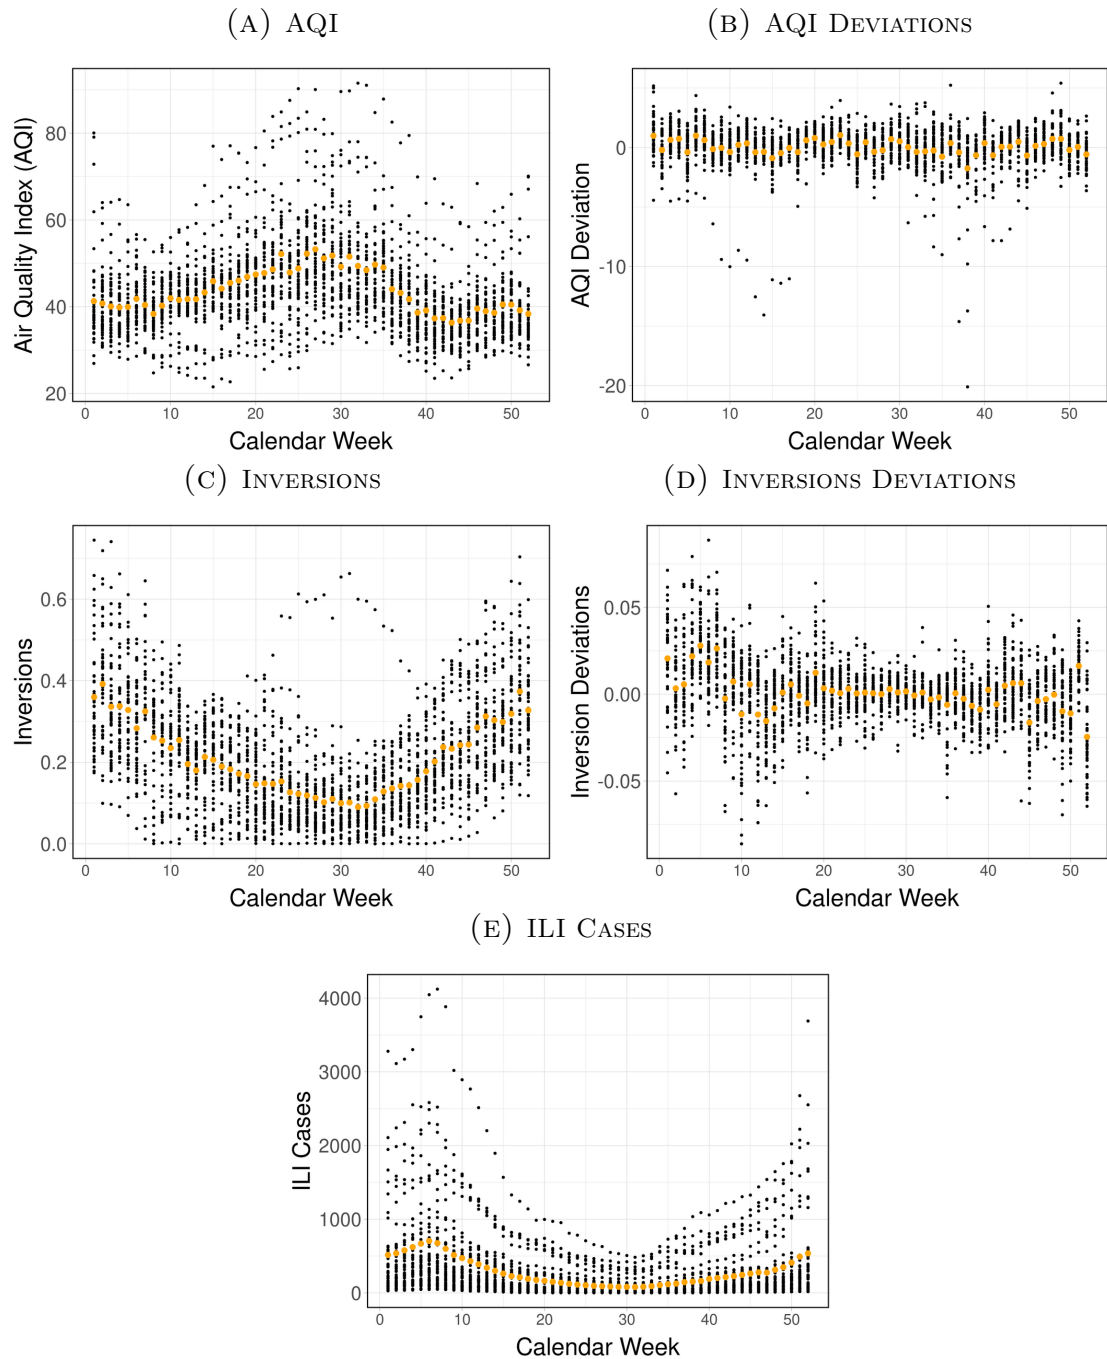 (A) AQI
(B) AQI Deviations
Air Quality Index (AQI)
80
60
40
20
0 10 20 30 40 50
Calendar Week
AQI Deviation
0
-10
-20
0 10 20 30 40 50
Calendar Week
(C) Inversions
(D) Inversions Deviations
Inversions
0.6
0.4
0.2
0.0
0 10 20 30 40 50
Calendar Week
Inversion Deviations
0.05
0.00
-0.05
0 10 20 30 40 50
Calendar Week
(E) ILI Cases
ILI Cases
4000
3000
2000
1000
0
0 10 20 30 40 50
Calendar Week